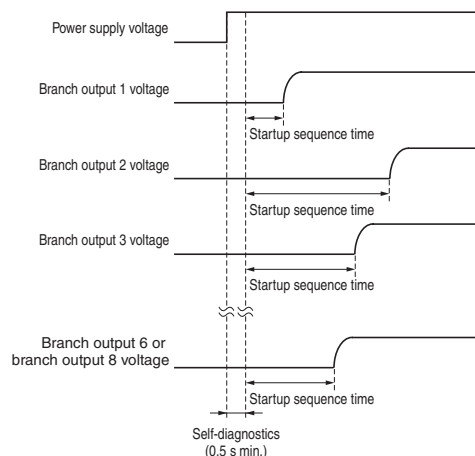 Power supply voltage
Branch output 1 voltage
Startup sequence time
Branch output 2 voltage
Startup sequence time
Branch output 3 voltage
Startup sequence time
Branch output 6 or
branch output 8 voltage
Startup sequence time
Self-diagnostics
(0.5 s min.)